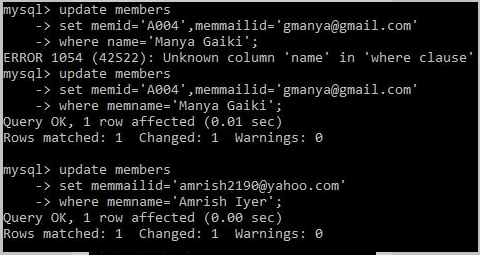 mysql> update members
    -> set memid='A004',memmailid='gmanya@gmail.com'
    -> where name='Manya Gaiki';
ERROR 1054 (42S22): Unknown column 'name' in 'where clause'
mysql> update members
    -> set memid='A004',memmailid='gmanya@gmail.com'
    -> where memname='Manya Gaiki';
Query OK, 1 row affected (0.01 sec)
Rows matched: 1  Changed: 1  Warnings: 0

mysql> update members
    -> set memmailid='amrish2190@yahoo.com'
    -> where memname='Amrish Iyer';
Query OK, 1 row affected (0.00 sec)
Rows matched: 1  Changed: 1  Warnings: 0